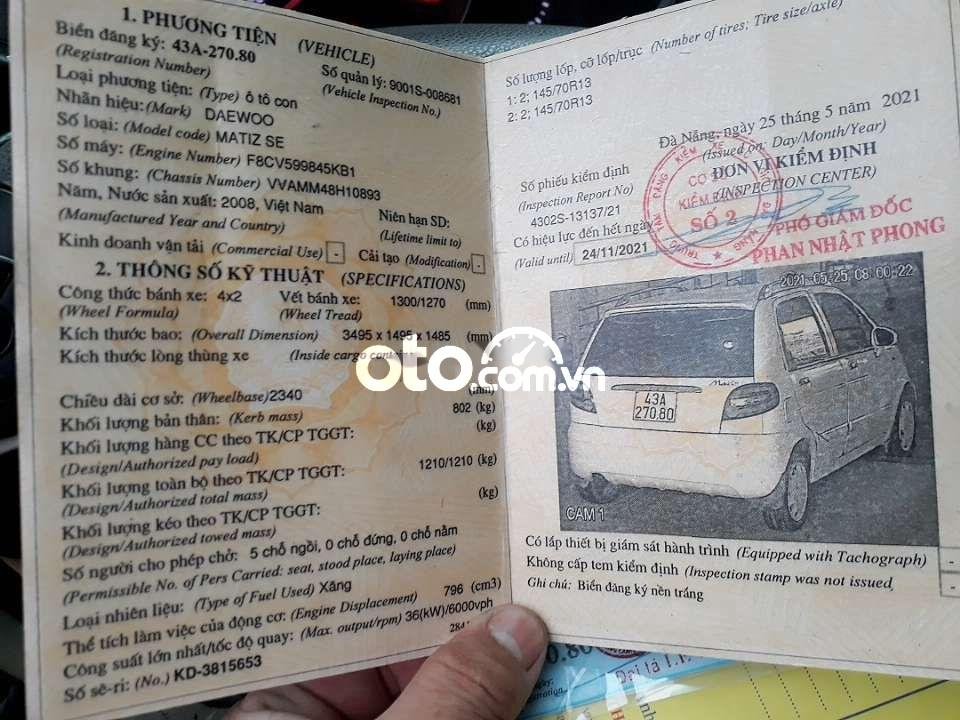 1. PHƯƠNG TIỆN (VEHICLE)
Biển đăng ký: 43A-270.80
(Registration Number)
Số quản lý: 9001S-008681
(Vehicle Inspection No.)
Loại phương tiện: (Type) ô tô con
Nhãn hiệu: (Mark) DAEWOO
Số loại: (Model code) MATIZ SE
Số máy: (Engine Number) F8CV599845KB1
Số khung: (Chassis Number) VVAMM48H10893
Năm, Nước sản xuất: 2008, Việt Nam
(Manufactured Year and Country)
Niên hạn SD:
(Lifetime limit to)
Kinh doanh vận tải (Commercial Use) -
Cải tạo (Modification) -
2. THÔNG SỐ KỸ THUẬT (SPECIFICATIONS)
Công thức bánh xe: 4x2
(Wheel Formula)
Vết bánh xe: 1300/1270 (mm)
(Wheel Tread)
Kích thước bao: (Overall Dimension) 3495 x 1495 x 1485 (mm)
Kích thước lòng thùng xe (Inside cargo
Chiều dài cơ sở: (Wheelbase) 2340 (mm)
Khối lượng bản thân: (Kerb mass) 802 (kg)
Khối lượng hàng CC theo TK/CP TGGT: (kg)
(Design/Authorized pay load)
Khối lượng toàn bộ theo TK/CP TGGT: 1210/1210 (kg)
(Design/Authorized total mass)
Khối lượng kéo theo TK/CP TGGT: (kg)
(Design/Authorized towed mass)
Số người cho phép chở: 5 chỗ ngồi, 0 chỗ đứng, 0 chỗ nằm
(Permissible No. of Pers Carried: seat, stood place, laying place)
Loại nhiên liệu: (Type of Fuel Used) Xăng
Thể tích làm việc của động cơ: (Engine Displacement) 796 (cm3)
Công suất lớn nhất/tốc độ quay: (Max. output/rpm) 36(kW)/6000vph
Số sê-ri: (No.) KD-3815653
Số lượng lốp, cỡ lốp/trục (Number of tires; Tire size/axle)
1: 2; 145/70R13
2: 2; 145/70R13
Đà Nẵng, ngày 25 tháng 5 năm 2021
(Issued on: Day/Month/Year)
Số phiếu kiểm định
(Inspection Report No)
4302S-13137/21
ĐƠN VỊ KIỂM ĐỊNH
(INSPECTION CENTER)
SỐ 2
Có hiệu lực đến hết ngày
(Valid until) 24/11/2021
PHÓ GIÁM ĐỐC
PHAN NHẬT PHONG
2021-05-25 08:00:22
Matiz
43A
270.80
CAM 1
Có lắp thiết bị giám sát hành trình (Equipped with Tachograph) -
Không cấp tem kiểm định (Inspection stamp was not issued) -
Ghi chú: Biển đăng ký nền trắng
oto.com.vn
0.80
Đại tá